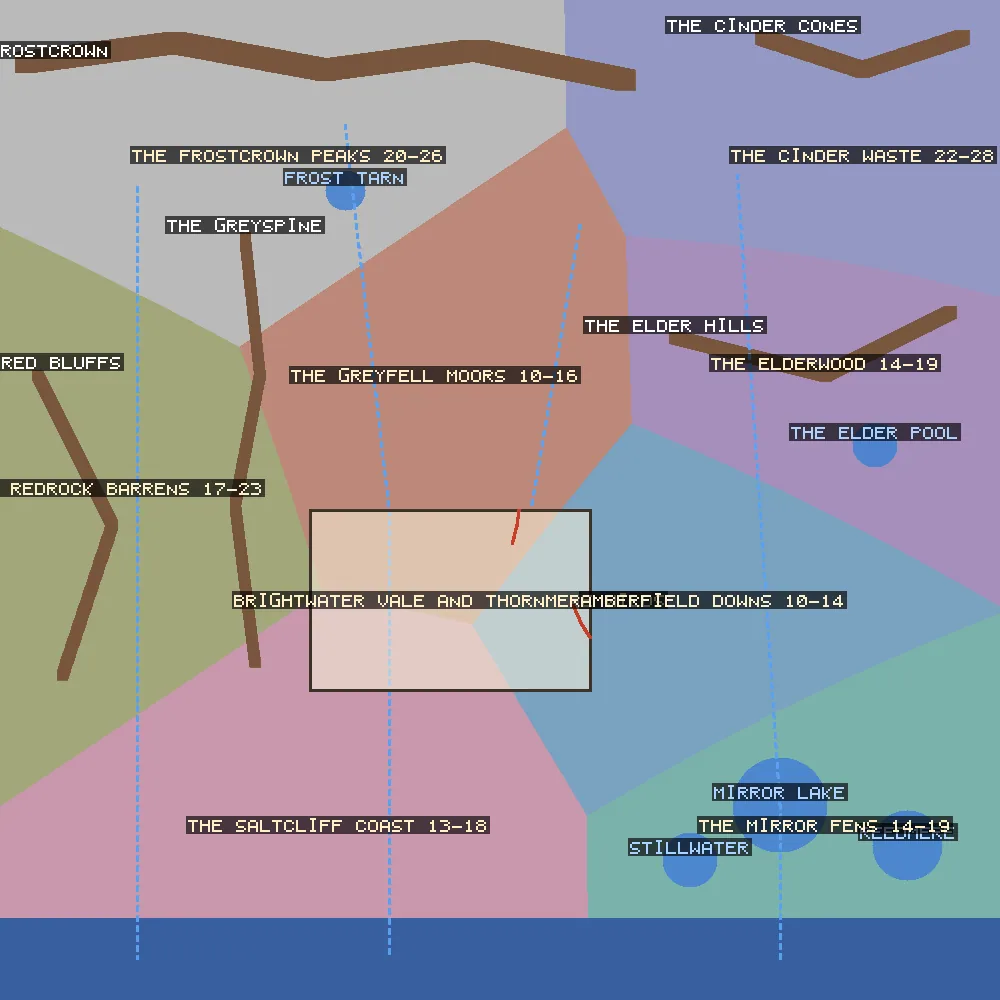 THE CINDER CONES
ROSTCROWN
THE FROSTCROWN PEAKS 20-26
THE CINDER WASTE 22-28
FROST TARN
THE GREYSPINE
THE ELDER HILLS
RED BLUFFS
THE ELDERWOOD 14-19
THE GREYFELL MOORS 10-16
THE ELDER POOL
REDROCK BARRENS 17-23
BRIGHTWATER VALE AND THORNMER
AMBERFIELD DOWNS 10-14
MIRROR LAKE
THE SALTCLIFF COAST 13-18
THE MIRROR FENS 14-19
STILLWATER